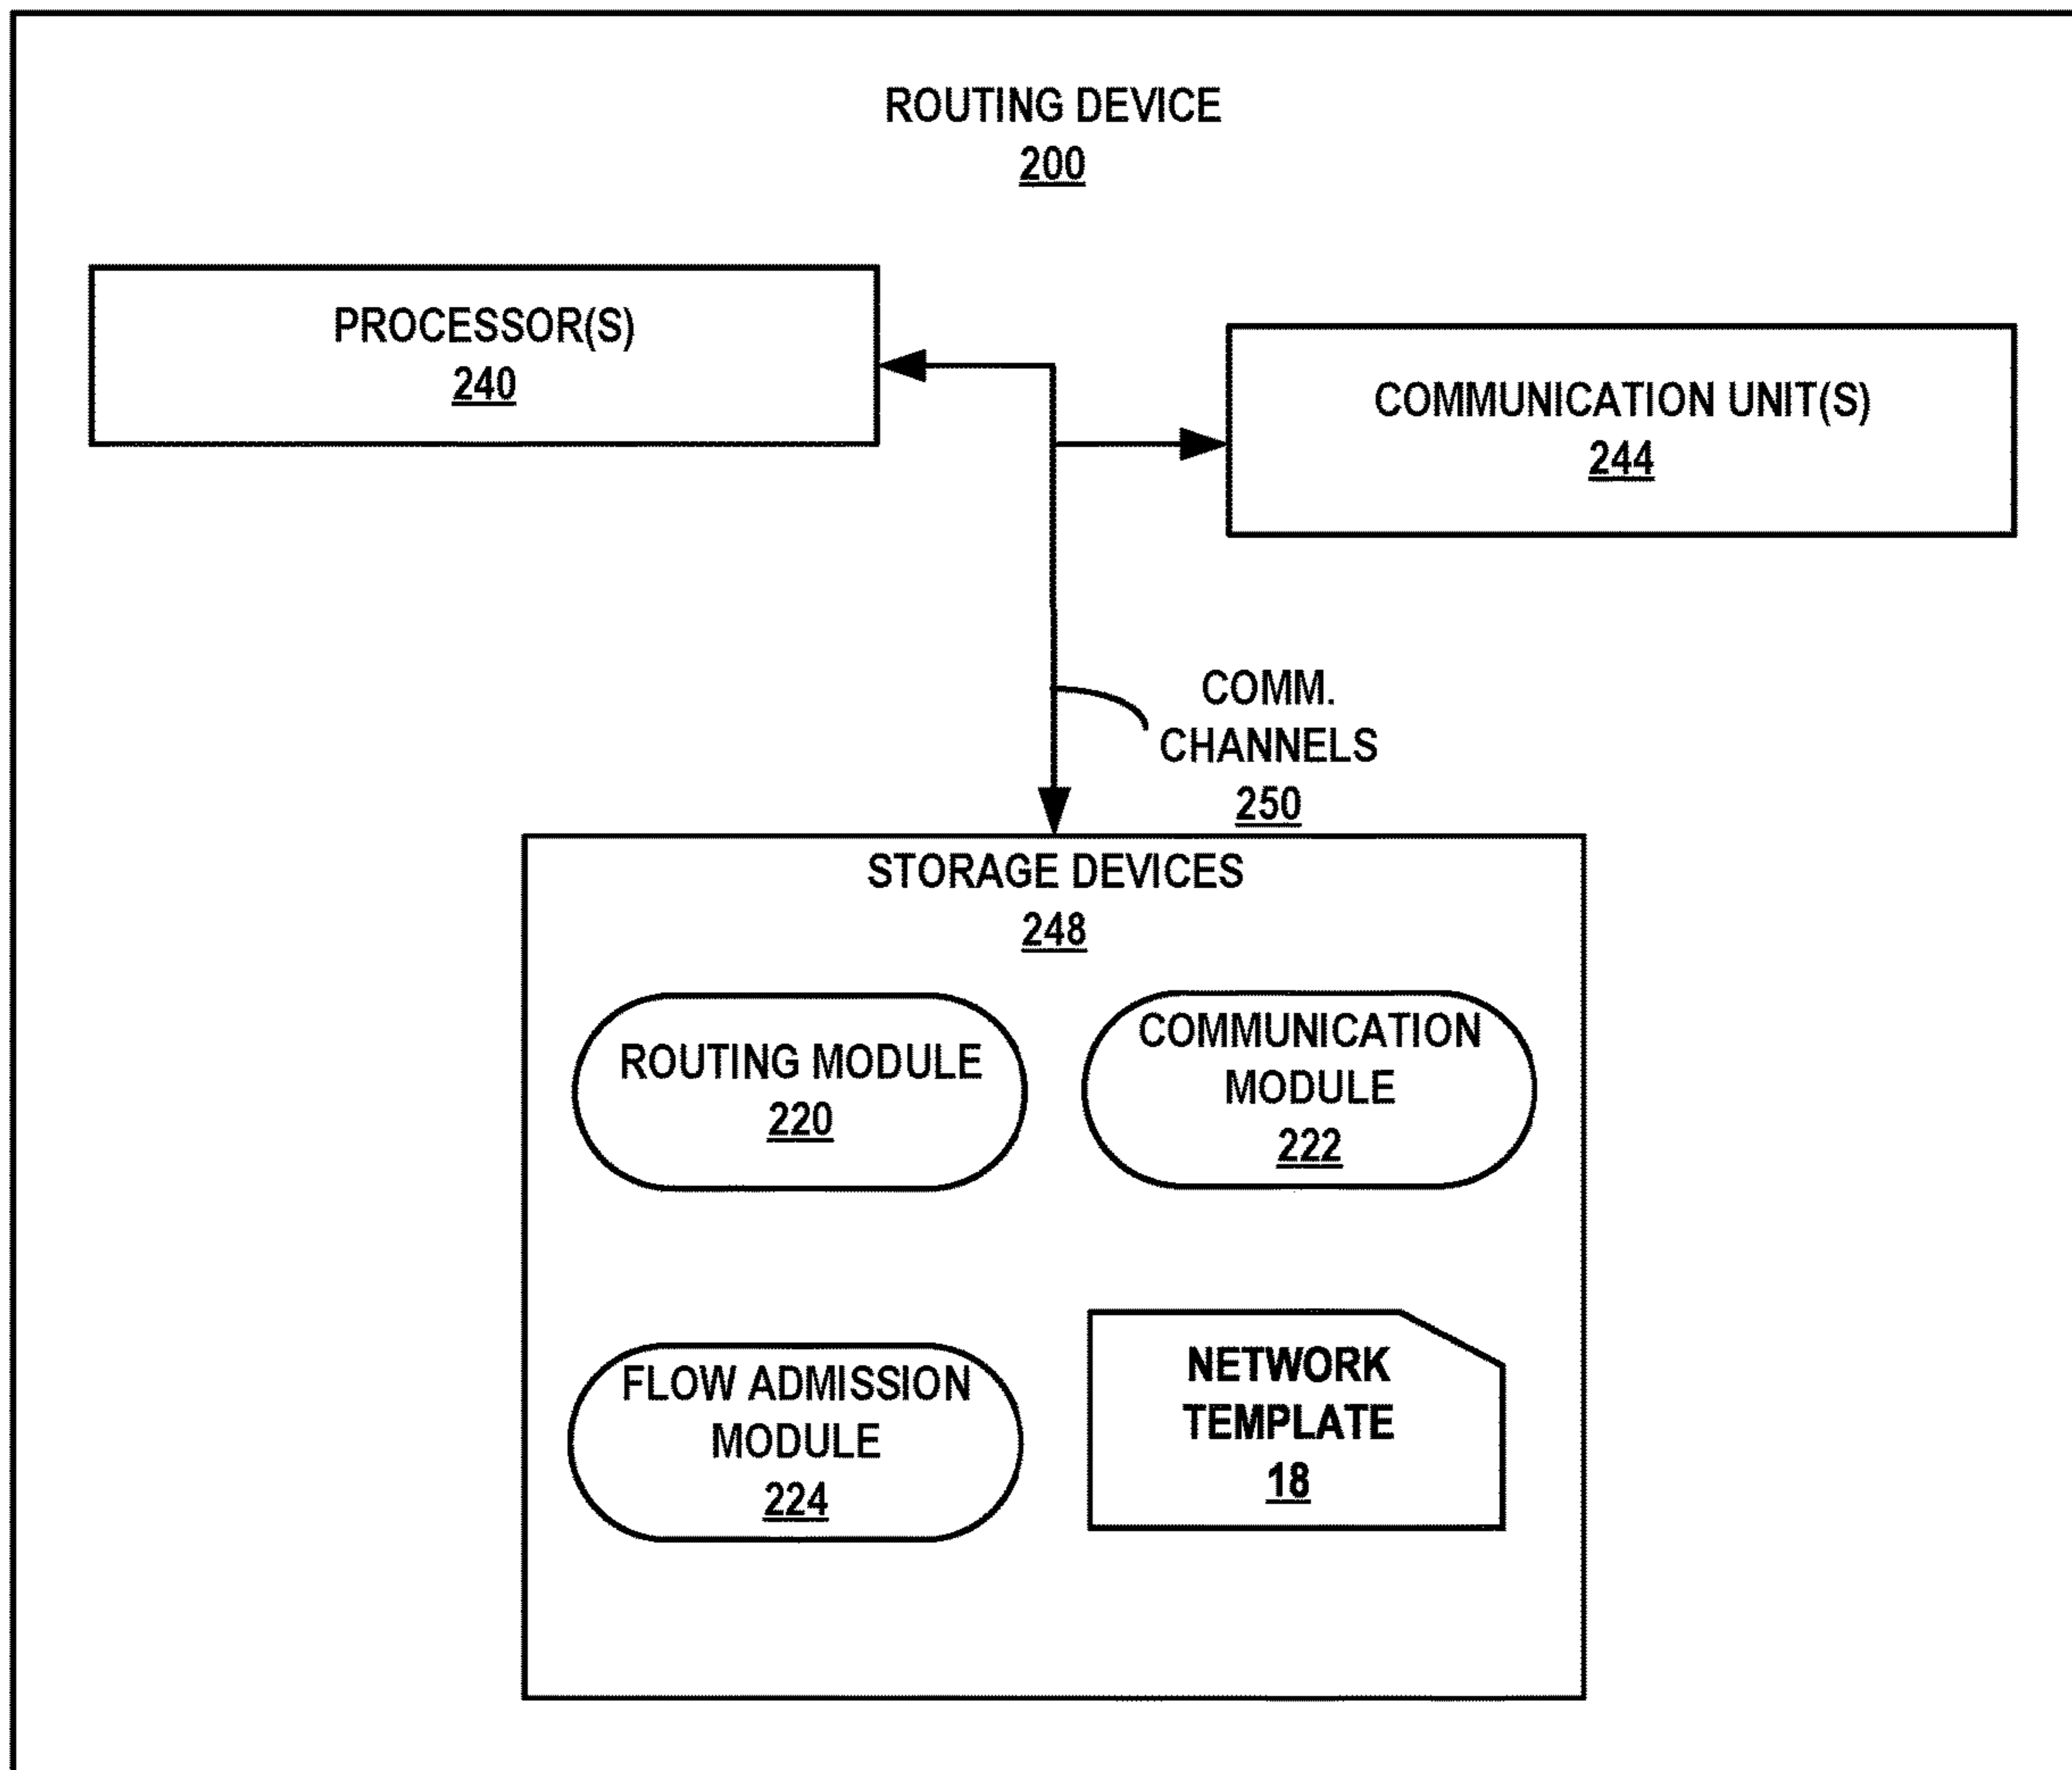 ROUTING DEVICE
200
PROCESSOR(S)
240
COMMUNICATION UNIT(S)
244
COMM.
CHANNELS
250
STORAGE DEVICES
248
ROUTING MODULE
220
COMMUNICATION
MODULE
222
FLOW ADMISSION
MODULE
224
NETWORK
TEMPLATE
18